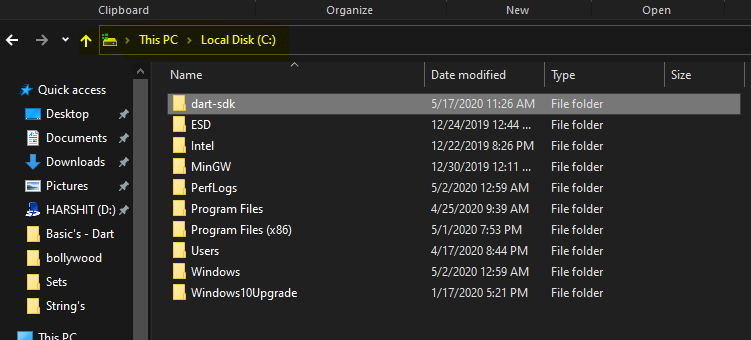 Clipboard Organize New Open
This PC Local Disk (C:)
Name Date modified Type Size
Quick access
Desktop
Documents
Downloads
Pictures
HARSHIT (D:)
Basic's - Dart
bollywood
Sets
String's
This PC
dart-sdk 5/17/2020 11:26 AM File folder
ESD 12/24/2019 12:44 ... File folder
Intel 12/22/2019 8:26 PM File folder
MinGW 12/30/2019 12:11 ... File folder
PerfLogs 5/2/2020 12:59 AM File folder
Program Files 4/25/2020 9:39 AM File folder
Program Files (x86) 5/1/2020 7:53 PM File folder
Users 4/17/2020 8:44 PM File folder
Windows 5/2/2020 12:59 AM File folder
Windows10Upgrade 1/17/2020 5:21 PM File folder